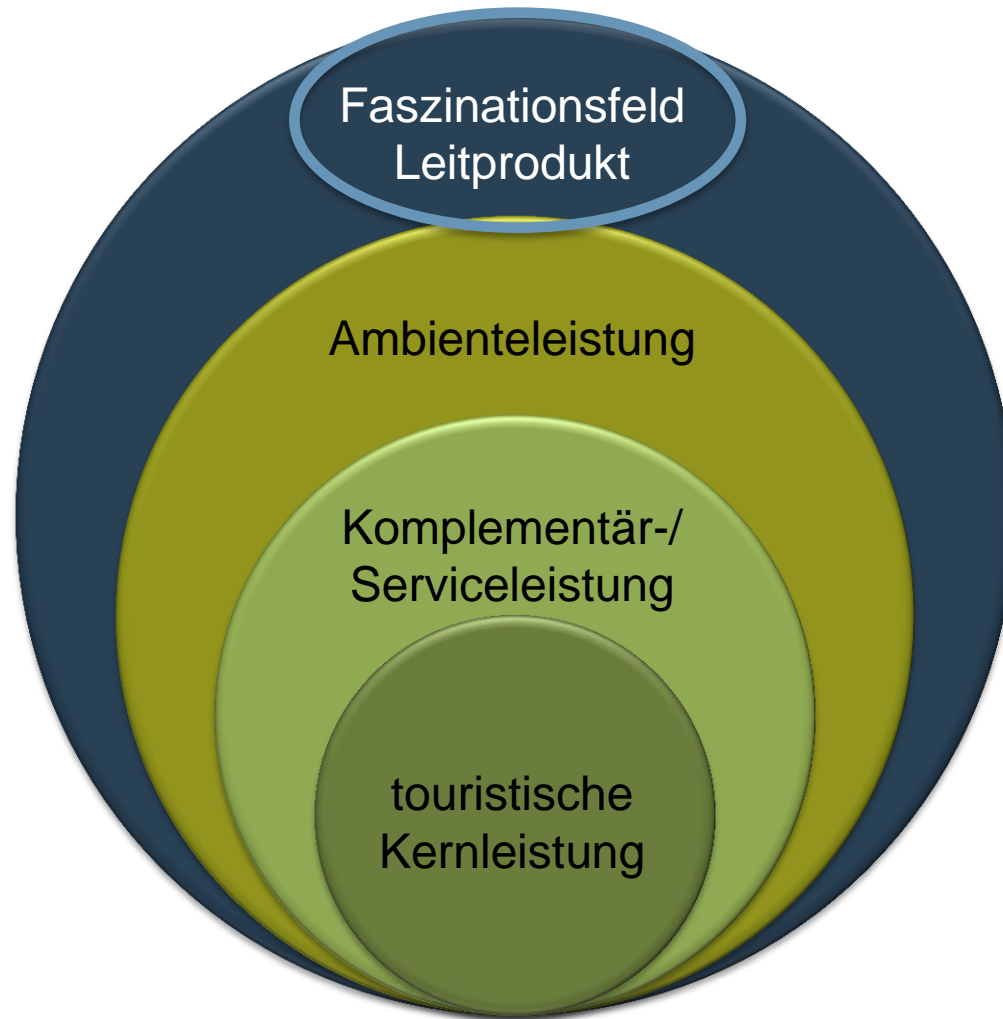 Faszinationsfeld
Leitprodukt
Ambienteleistung
Komplementär-/
Serviceleistung
touristische
Kernleistung